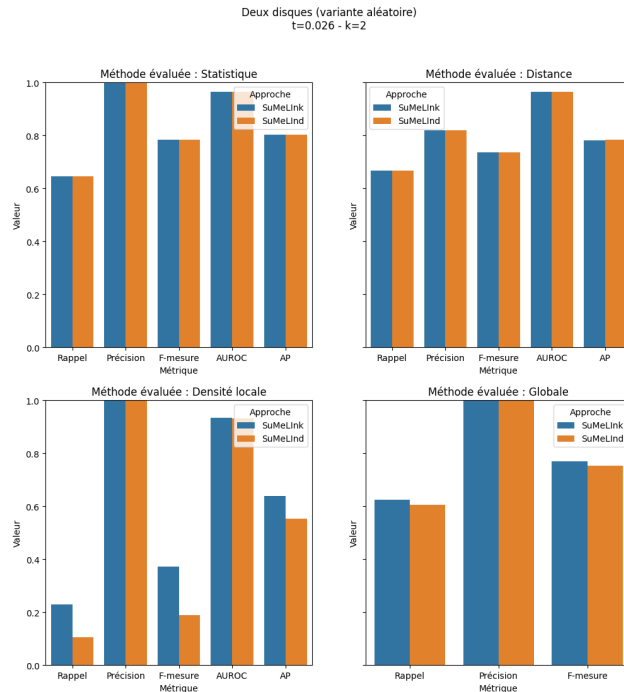 Deux disques (variante aléatoire)
t=0.026 - k=2
Méthode évaluée : Statistique
Valeur
1.0
0.8
0.6
0.4
0.2
0.0
Approche
SuMeLInk
SuMeLInd
Rappel Précision F-mesure AUROC AP
Métrique
Méthode évaluée : Distance
Valeur
Approche
SuMeLInk
SuMeLInd
Rappel Précision F-mesure AUROC AP
Métrique
Méthode évaluée : Densité locale
Valeur
1.0
0.8
0.6
0.4
0.2
0.0
Approche
SuMeLInk
SuMeLInd
Rappel Précision F-mesure AUROC AP
Métrique
Méthode évaluée : Globale
Valeur
Approche
SuMeLInk
SuMeLInd
Rappel Précision F-mesure
Métrique